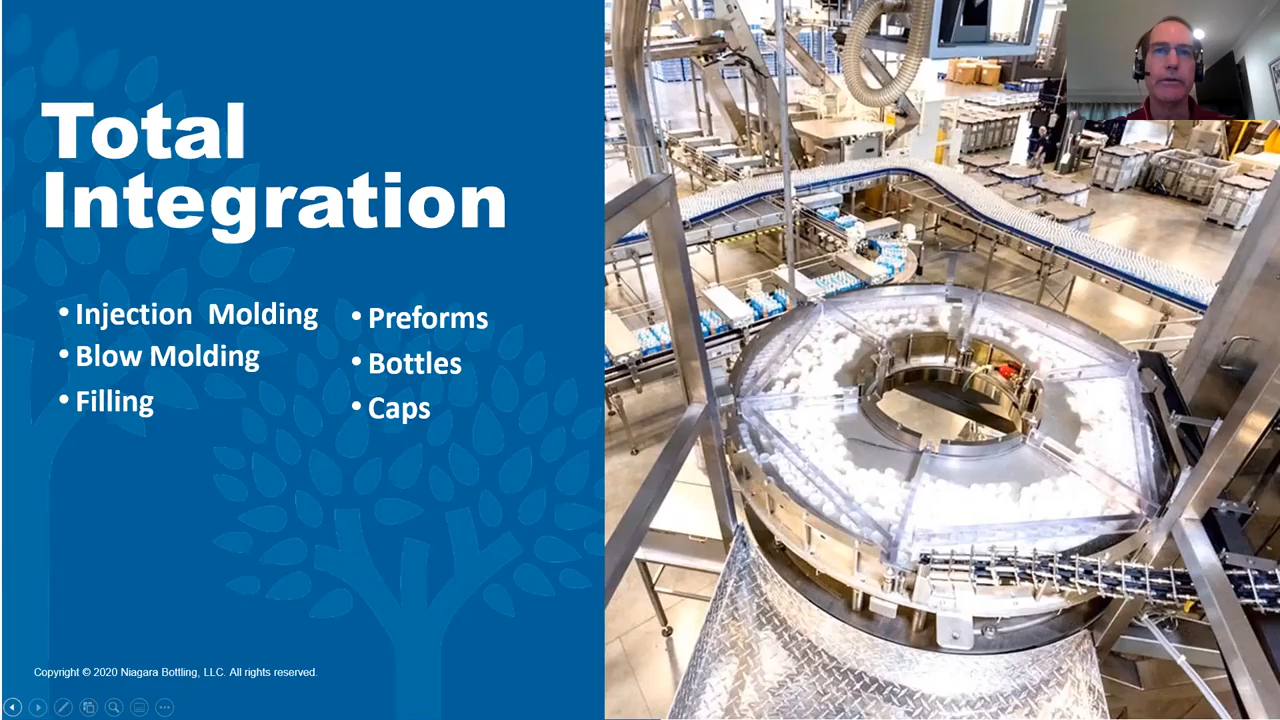 Total
Integration
• Injection Molding
• Blow Molding
• Filling
• Preforms
• Bottles
• Caps
Copyright © 2020 Niagara Bottling, LLC. All rights reserved.